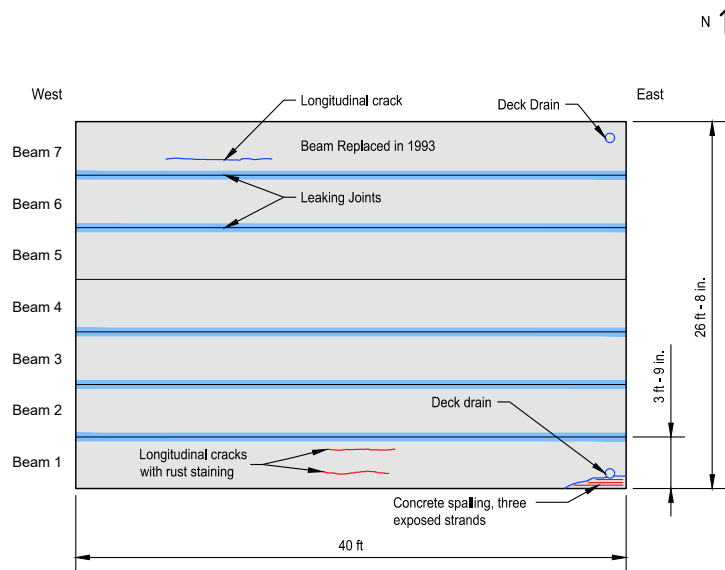 N
West
East
Longitudinal crack
Deck Drain
Beam 7
Beam Replaced in 1993
Leaking Joints
Beam 6
Beam 5
Beam 4
26 ft - 8 in.
Beam 3
3 ft - 9 in.
Beam 2
Deck drain
Beam 1
Longitudinal cracks
with rust staining
Concrete spalling, three
exposed strands
40 ft